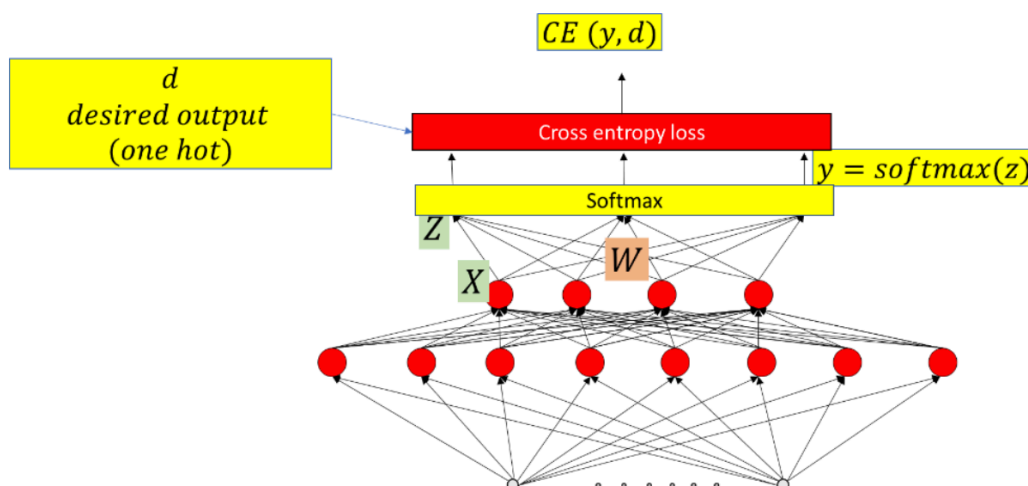 CE (y, d)
d
desired output
(one hot)
Cross entropy loss
y = softmax(z)
Softmax
Z
W
X